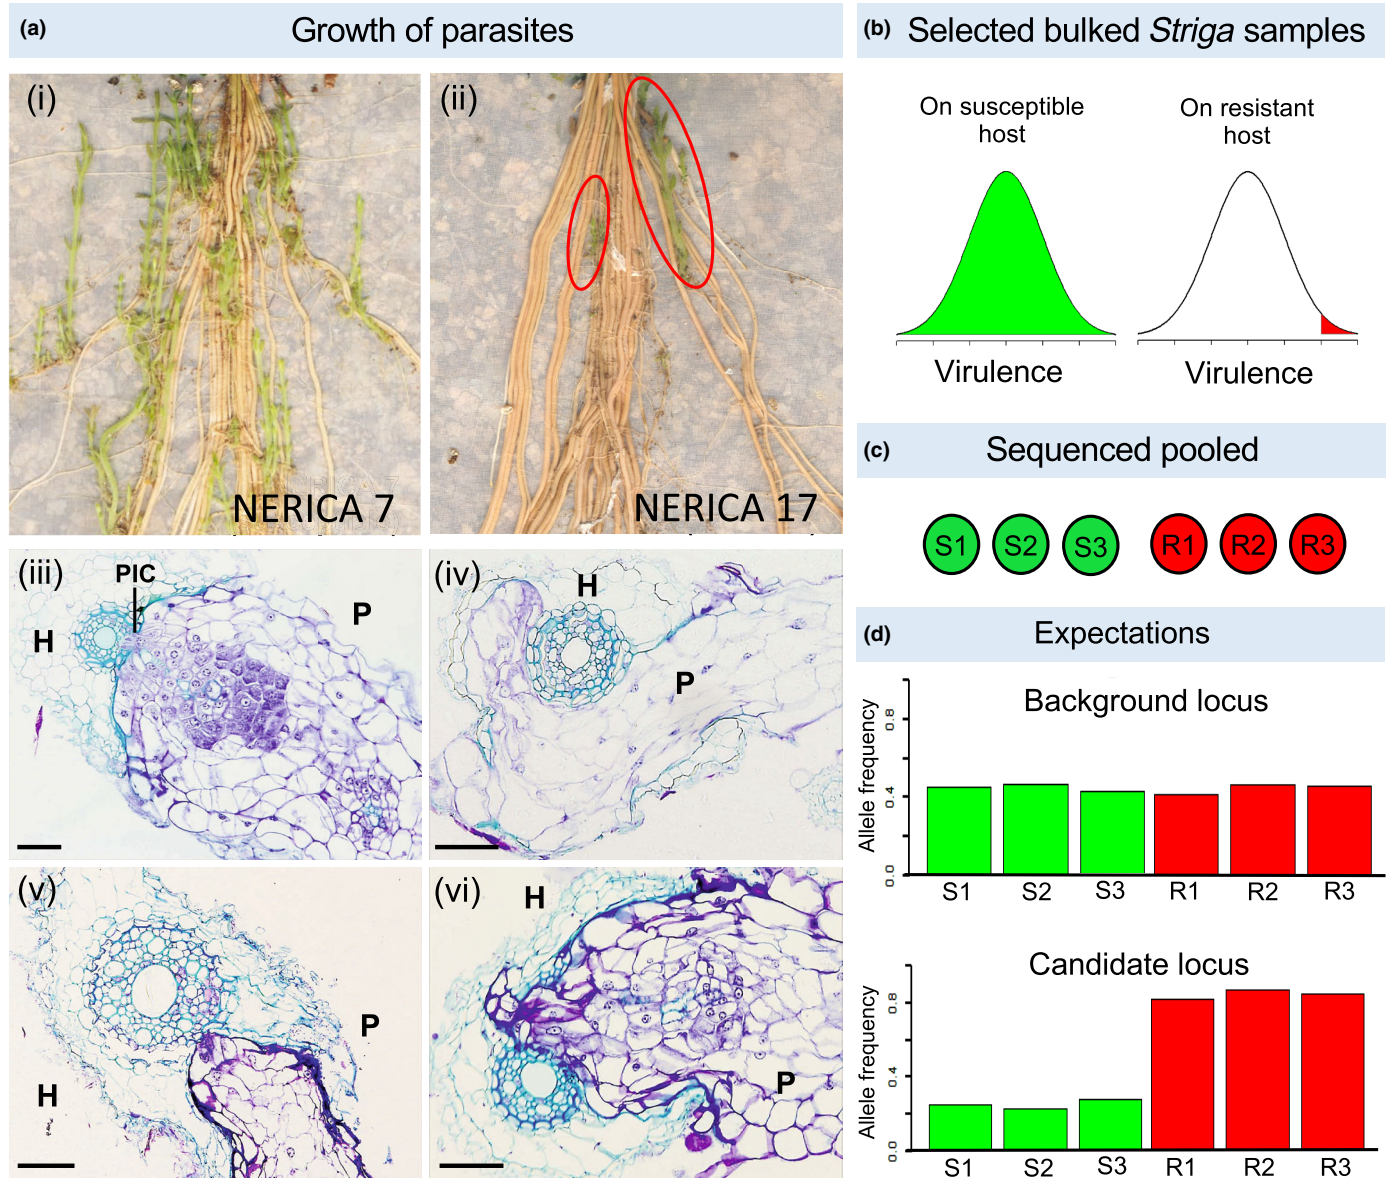 (a) Growth of parasites
(i)
NERICA 7
(ii)
NERICA 17
(iii)
PIC
H
P
(iv)
H
P
(v)
H
P
(vi)
H
P
(b) Selected bulked Striga samples
On susceptible
host
Virulence
On resistant
host
Virulence
(c) Sequenced pooled
S1 S2 S3 R1 R2 R3
(d) Expectations
Background locus
Allele frequency
0.8
0.4
0.0
S1 S2 S3 R1 R2 R3
Candidate locus
Allele frequency
0.8
0.4
0.0
S1 S2 S3 R1 R2 R3